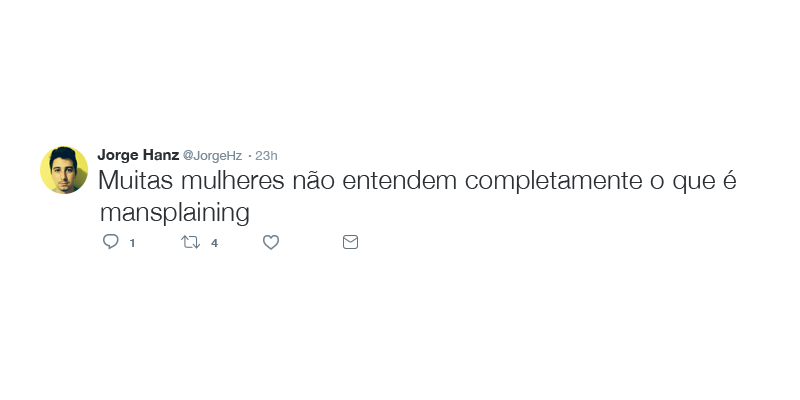 Jorge Hanz @JorgeHz · 23h
Muitas mulheres não entendem completamente o que é
mansplaining
1 4